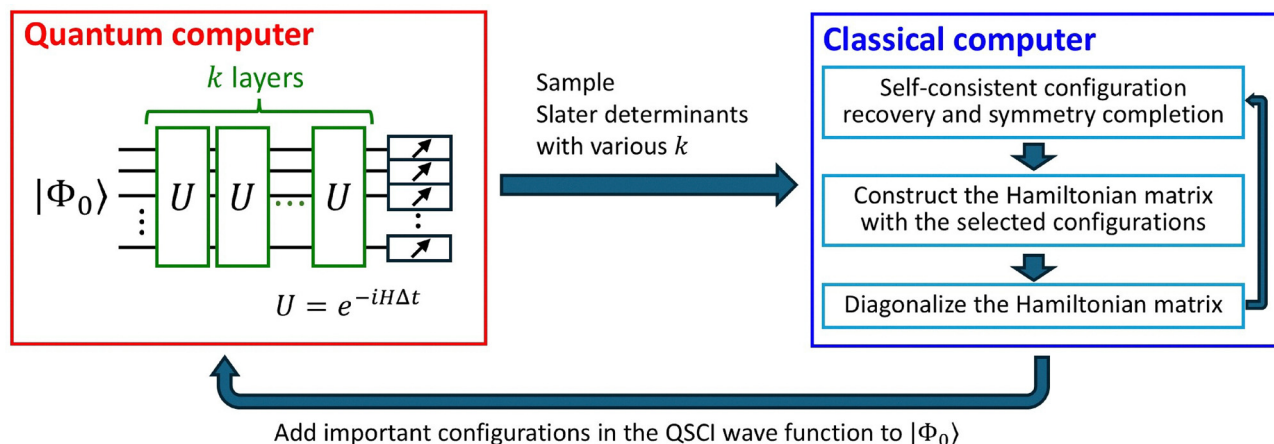 Quantum computer
k layers
|Φ₀⟩
U U ⋯ U
U = e^{-iHΔt}
Sample
Slater determinants
with various k
Classical computer
Self-consistent configuration
recovery and symmetry completion
Construct the Hamiltonian matrix
with the selected configurations
Diagonalize the Hamiltonian matrix
Add important configurations in the QSCI wave function to |Φ₀⟩